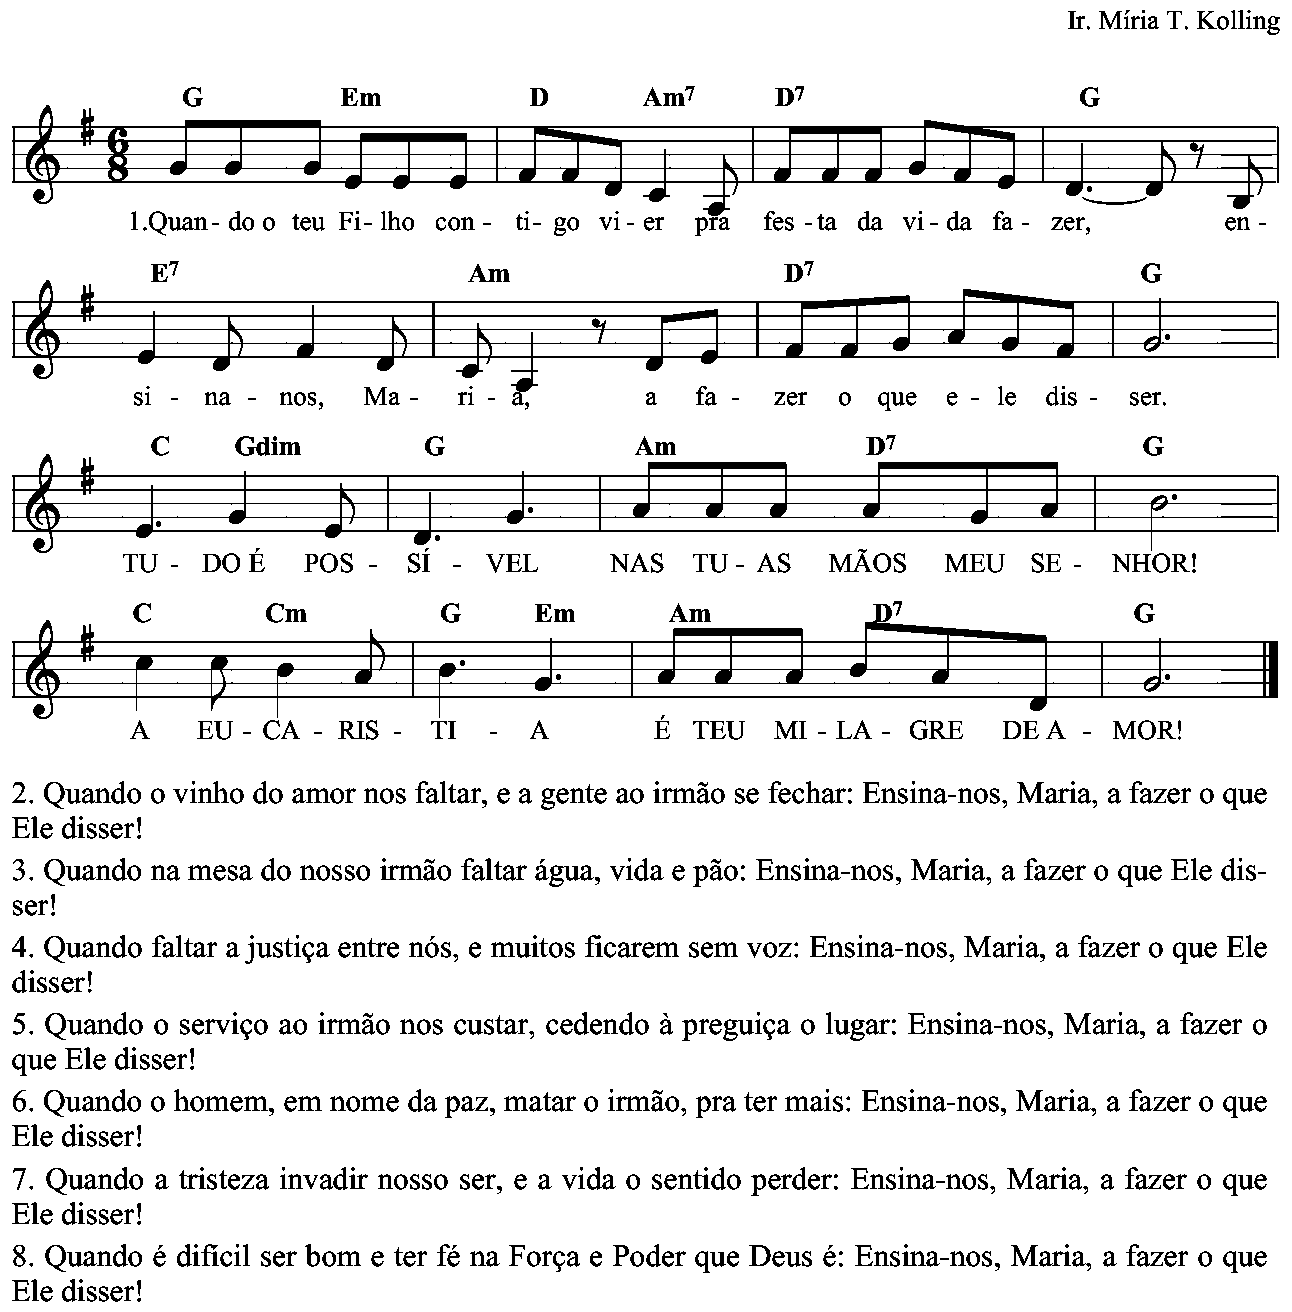 Ir. Míria T. Kolling
G Em D Am7 D7 G
6
8
1.Quan- do o teu Fi- lho con- ti- go vi- er pra fes- ta da vi- da fa- zer, en-
E7 Am D7 G
si - na- nos, Ma- ri - a, a fa- zer o que e - le dis - ser.
C Gdim G Am D7 G
TU - DO É POS - SÍ - VEL NAS TU - AS MÃOS MEU SE - NHOR!
C Cm G Em Am D7 G
A EU - CA - RIS - TI - A É TEU MI - LA - GRE DE A - MOR!
2. Quando o vinho do amor nos faltar, e a gente ao irmão se fechar: Ensina-nos, Maria, a fazer o que
Ele disser!
3. Quando na mesa do nosso irmão faltar água, vida e pão: Ensina-nos, Maria, a fazer o que Ele dis-
ser!
4. Quando faltar a justiça entre nós, e muitos ficarem sem voz: Ensina-nos, Maria, a fazer o que Ele
disser!
5. Quando o serviço ao irmão nos custar, cedendo à preguiça o lugar: Ensina-nos, Maria, a fazer o
que Ele disser!
6. Quando o homem, em nome da paz, matar o irmão, pra ter mais: Ensina-nos, Maria, a fazer o que
Ele disser!
7. Quando a tristeza invadir nosso ser, e a vida o sentido perder: Ensina-nos, Maria, a fazer o que
Ele disser!
8. Quando é difícil ser bom e ter fé na Força e Poder que Deus é: Ensina-nos, Maria, a fazer o que
Ele disser!